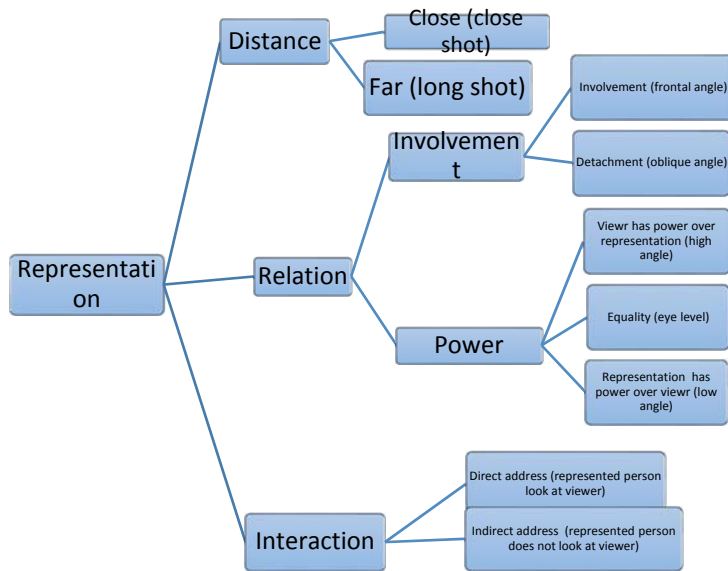 Distance
Close (close
shot)
Far (long shot)
Involvemen
t
Involvement (frontal angle)
Detachment (oblique angle)
Representati
on
Relation
Viewr has power over
representation (high
angle)
Power
Equality (eye level)
Representation has
power over viewr (low
angle)
Interaction
Direct address (represented person
look at viewer)
Indirect address (represented person
does not look at viewer)